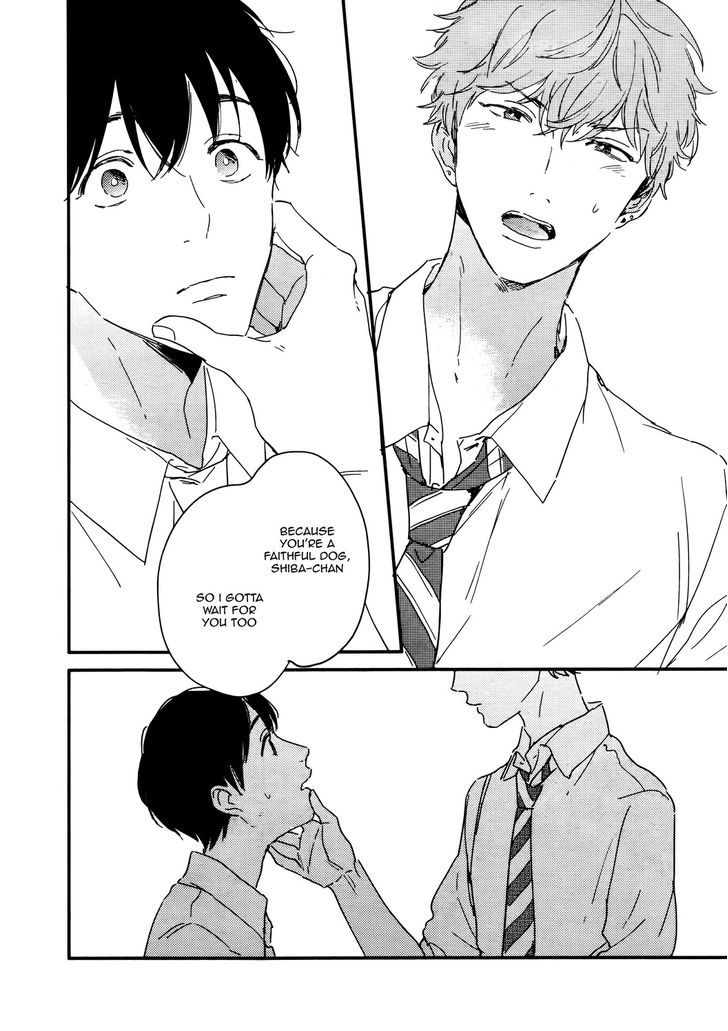 BECAUSE
YOU'RE A
FAITHFUL DOG,
SHIBA-CHAN
SO I GOTTA
WAIT FOR
YOU TOO